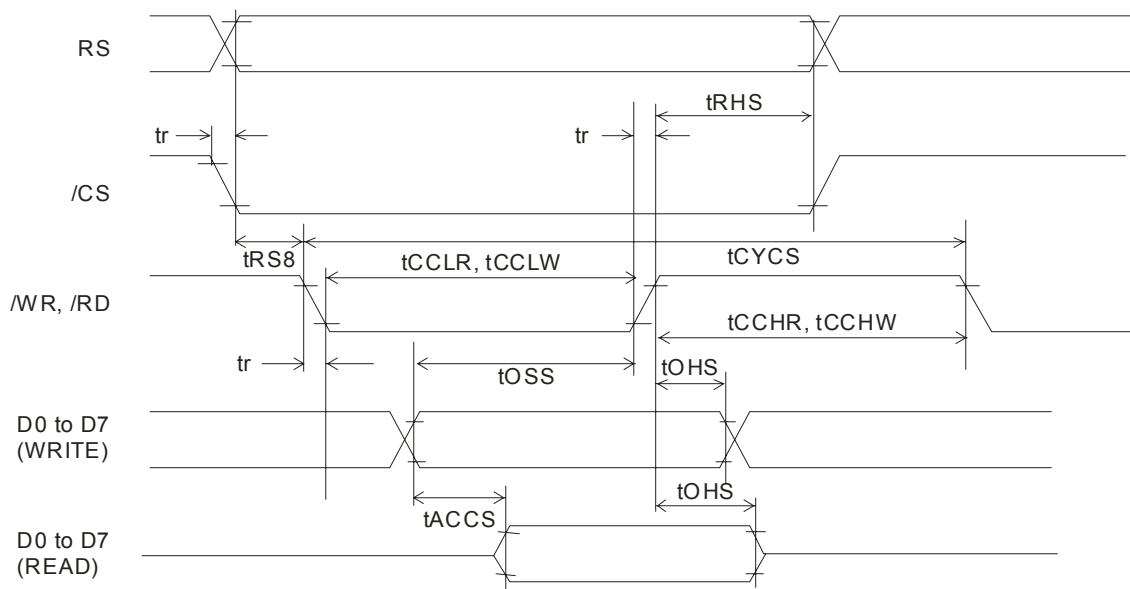 RS
tRHS
tr
tr
/CS
tRS8
tCYCS
tCCLR, tCCLW
/WR, /RD
tCCHR, tCCHW
tr
tOSS
tOHS
D0 to D7
(WRITE)
tOHS
tACCS
D0 to D7
(READ)